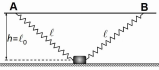 A B
h=ℓ₀ ℓ ℓ